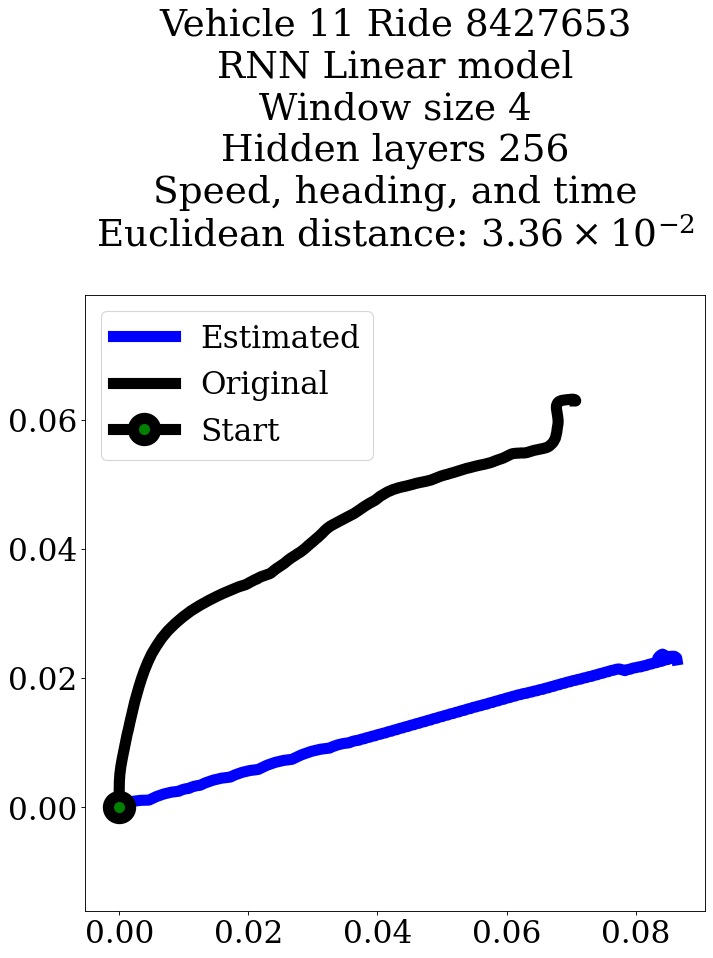 Vehicle 11 Ride 8427653
RNN Linear model
Window size 4
Hidden layers 256
Speed, heading, and time
Euclidean distance: 3.36 × 10⁻²
Estimated
Original
Start
0.06
0.04
0.02
0.00
0.00 0.02 0.04 0.06 0.08